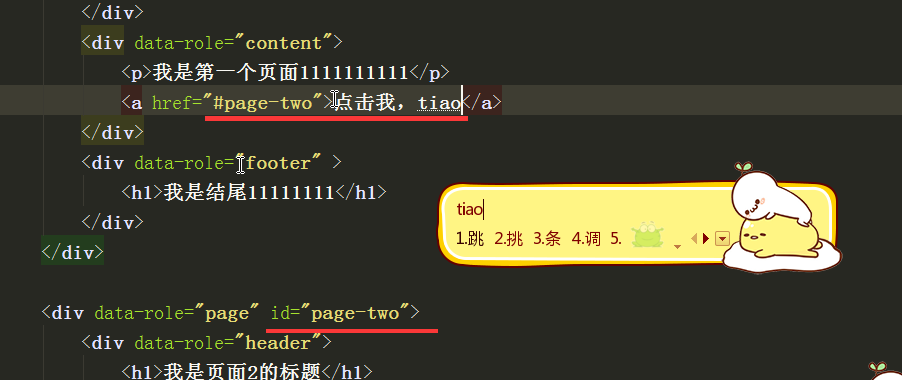 </div>
<div data-role="content">
<p>我是第一个页面1111111111</p>
<a href="#page-two">点击我，tiao</a>
</div>
<div data-role="footer" >
<h1>我是结尾11111111</h1>
</div>
</div>
tiao
1.跳 2.挑 3.条 4.调 5.
<div data-role="page" id="page-two">
<div data-role="header">
<h1>我是页面2的标题</h1>